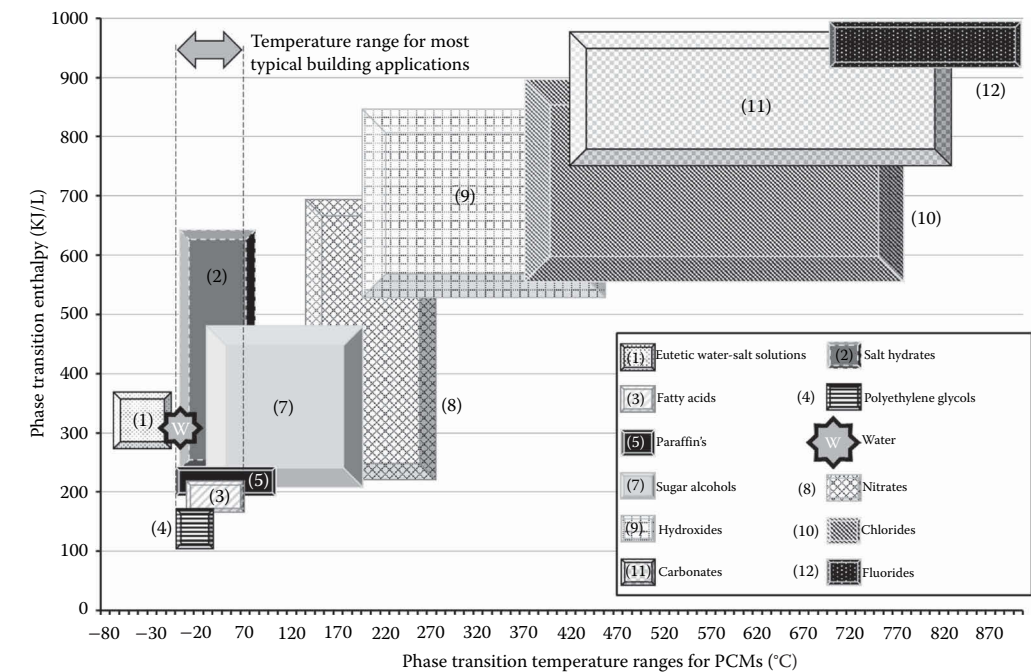 1000
900
800
700
600
500
400
300
200
100
0
Phase transition enthalpy (KJ/L)
Temperature range for most
typical building applications
(1)
W
(2)
(3)
(4)
(5)
(7)
(8)
(9)
(10)
(11)
(12)
(1) Eutetic water-salt solutions
(2) Salt hydrates
(3) Fatty acids
(4) Polyethylene glycols
(5) Paraffin's
W Water
(7) Sugar alcohols
(8) Nitrates
(9) Hydroxides
(10) Chlorides
(11) Carbonates
(12) Fluorides
−80 −30 −20 70 120 170 220 270 320 370 420 520 570 620 670 720 770 820 870
Phase transition temperature ranges for PCMs (°C)